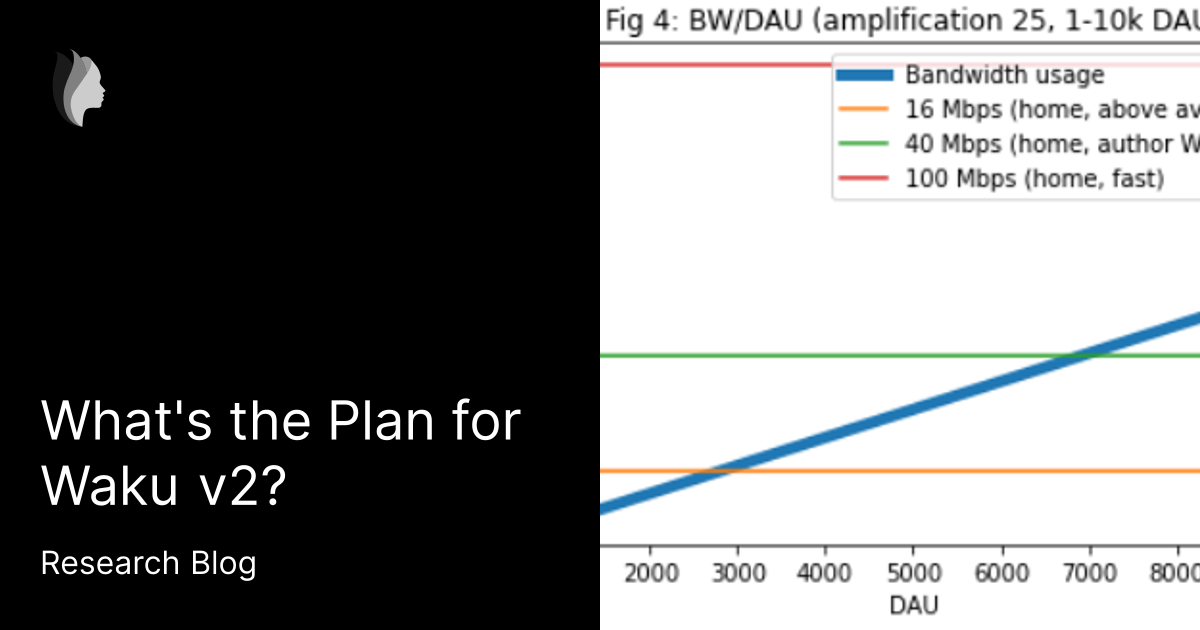 What's the Plan for
Waku v2?
Research Blog
Fig 4: BW/DAU (amplification 25, 1-10k DAU
Bandwidth usage
16 Mbps (home, above av
40 Mbps (home, author W
100 Mbps (home, fast)
2000 3000 4000 5000 6000 7000 8000
DAU